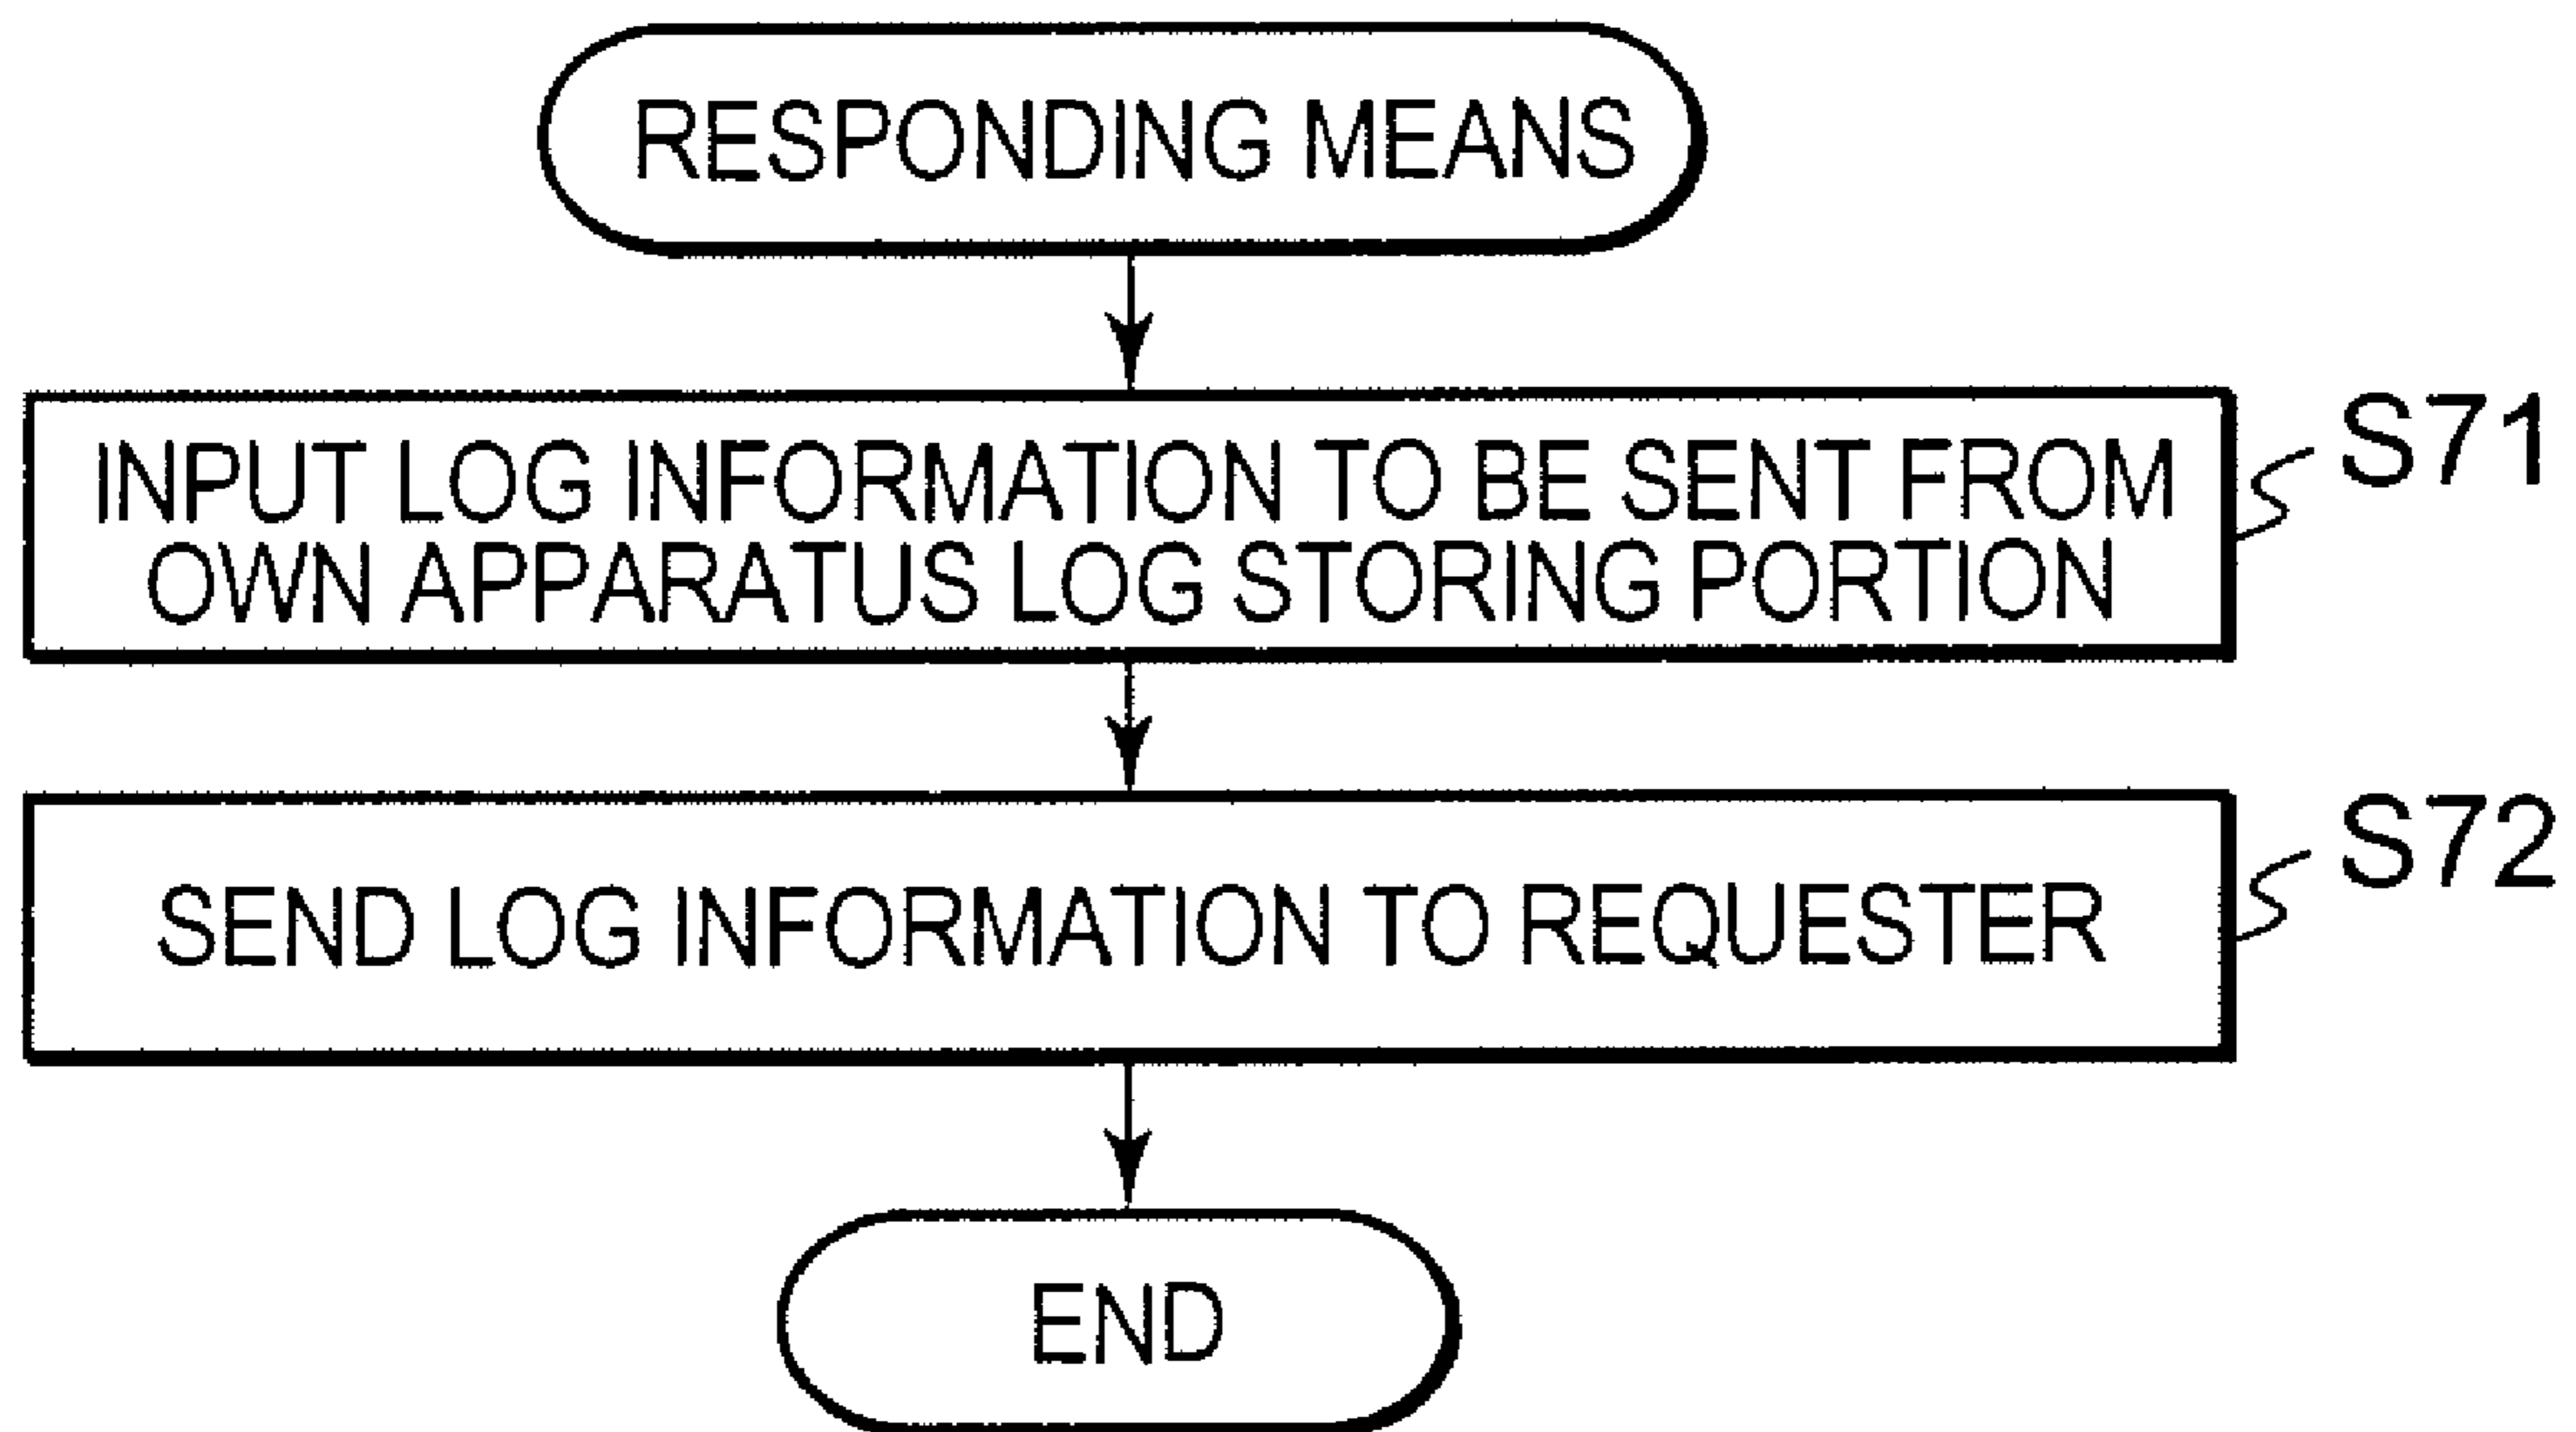 RESPONDING MEANS
INPUT LOG INFORMATION TO BE SENT FROM
OWN APPARATUS LOG STORING PORTION
S71
SEND LOG INFORMATION TO REQUESTER
S72
END